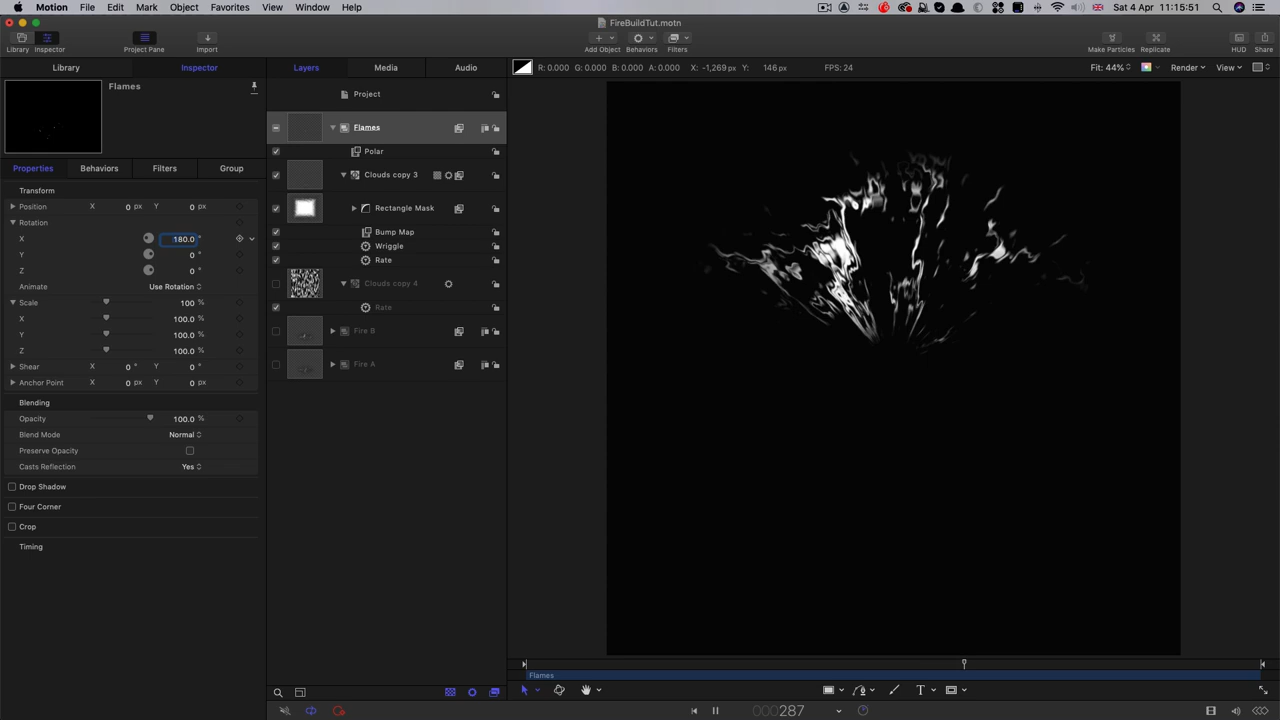 Motion File Edit Mark Object Favorites View Window Help Sat 4 Apr 11:15:51
FireBuildTut.motn
Library Inspector Project Pane Import Add Object Behaviors Filters Make Particles Replicate HUD Share
Library Inspector Layers Media Audio R: 0.000 G: 0.000 B: 0.000 A: 0.000 X: -1,269 px Y: 146 px FPS: 24 Fit: 44% Render: View
Flames
Project
Flames
Polar
Properties Behaviors Filters Group
Clouds copy 3
Transform
Position X 0 px Y 0 px
Rectangle Mask
Rotation
Bump Map
X 180.0 °
Wriggle
Y 0 °
Rate
Z 0 °
Clouds copy 4
Animate Use Rotation
Scale 100 %
Rate
X 100.0 %
Fire B
Y 100.0 %
Z 100.0 %
Fire A
Shear X 0 ° Y 0 °
Anchor Point X 0 px Y 0 px
Blending
Opacity 100.0 %
Blend Mode Normal
Preserve Opacity
Casts Reflection Yes
Drop Shadow
Four Corner
Crop
Timing
Flames
T
000287